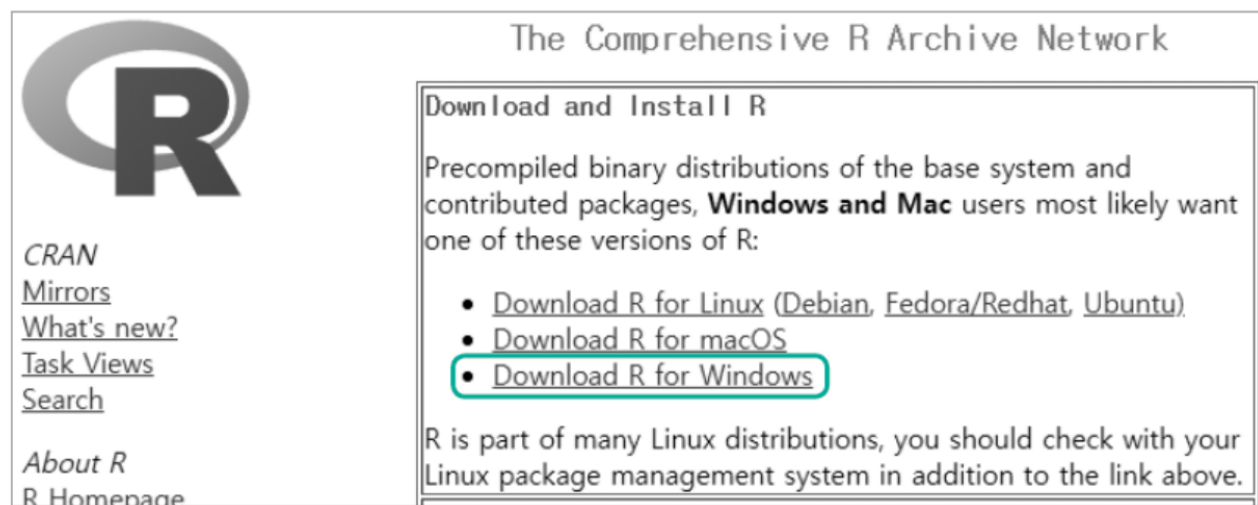 R
The Comprehensive R Archive Network
CRAN
Mirrors
What's new?
Task Views
Search
About R
R Homepage
Download and Install R
Precompiled binary distributions of the base system and
contributed packages, Windows and Mac users most likely want
one of these versions of R:
• Download R for Linux (Debian, Fedora/Redhat, Ubuntu)
• Download R for macOS
• Download R for Windows
R is part of many Linux distributions, you should check with your
Linux package management system in addition to the link above.